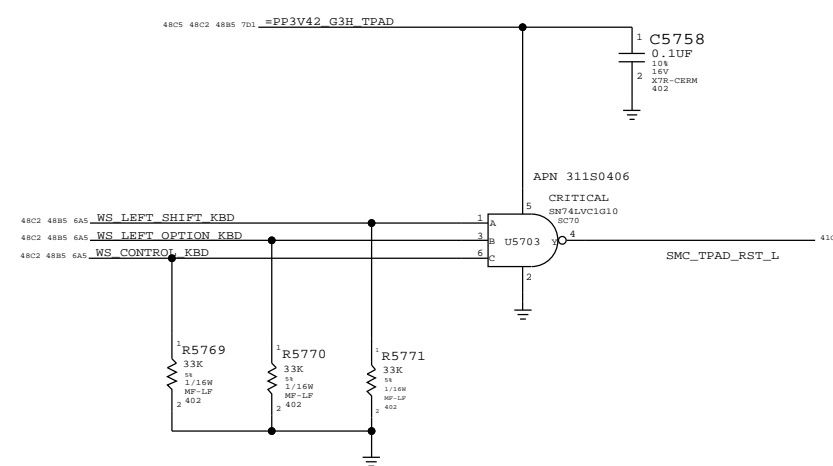 48C5 48C2 48B5 7D1 =PP3V42_G3H_TPAD
1 C5758
0.1UF
10%
16V
2 X7R-CERM
402
APN 311S0406
5 CRITICAL
SN74LVC1G10
SC70
48C2 48B5 6A5 WS_LEFT_SHIFT_KBD 1 A
48C2 48B5 6A5 WS_LEFT_OPTION_KBD 3 B U5703 Y 4
48C2 48B5 6A5 WS_CONTROL_KBD 6 C
SMC_TPAD_RST_L
2
1 R5769
33K
5%
1/16W
MF-LF
2 402
1 R5770
33K
5%
1/16W
MF-LF
2 402
1 R5771
33K
5%
1/16W
MF-LF
2 402